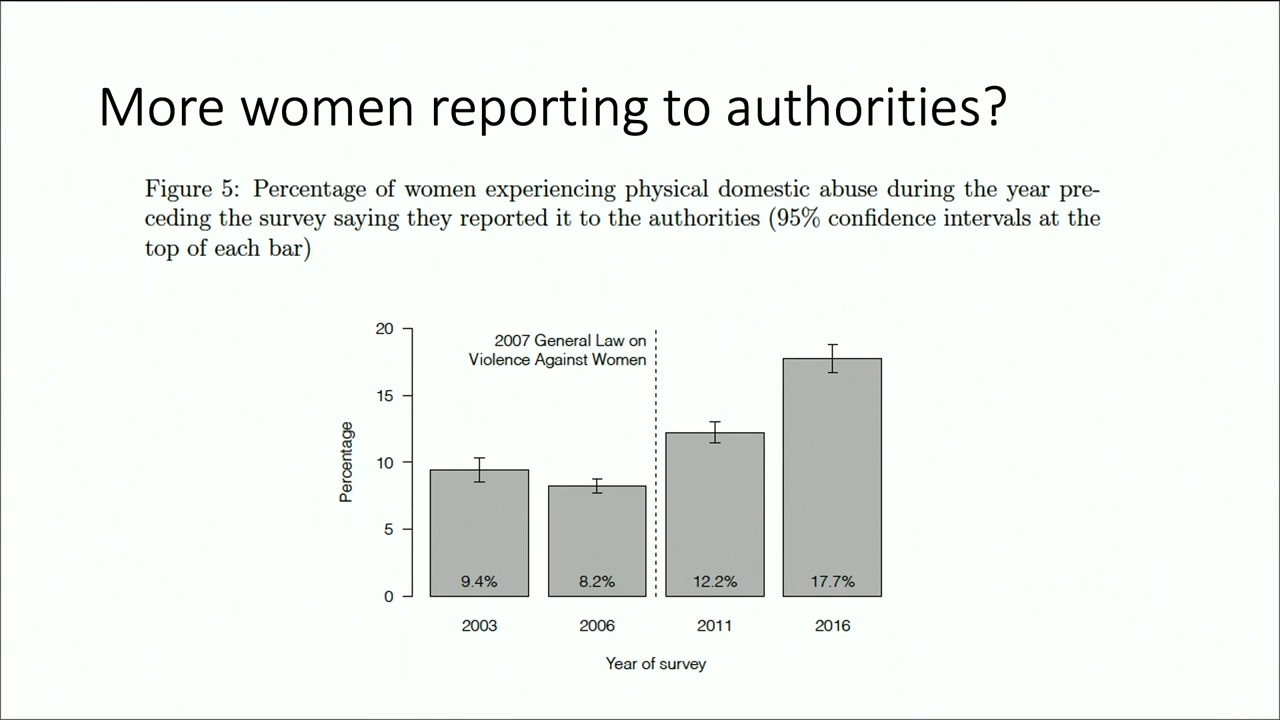 More women reporting to authorities?
Figure 5: Percentage of women experiencing physical domestic abuse during the year pre-
ceding the survey saying they reported it to the authorities (95% confidence intervals at the
top of each bar)
20
2007 General Law on
Violence Against Women
15
10
5
0
Percentage
9.4%
8.2%
12.2%
17.7%
2003
2006
2011
2016
Year of survey